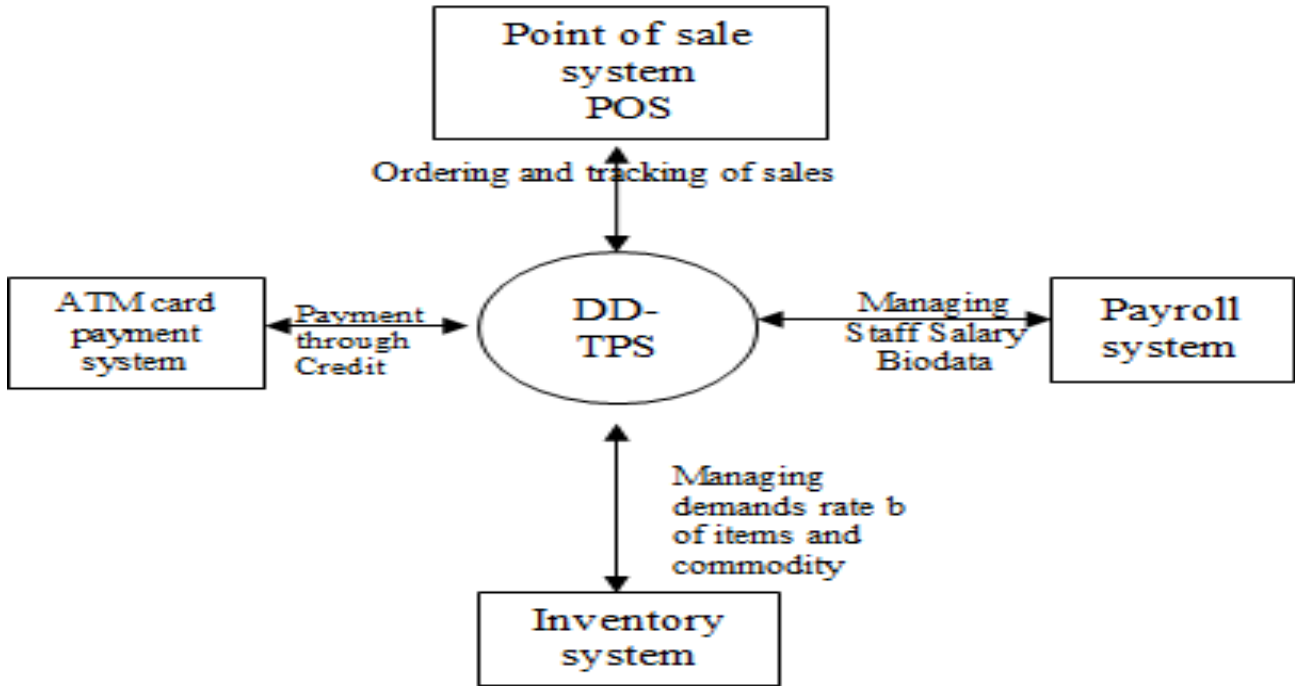 Point of sale
system
POS
Ordering and tracking of sales
ATM card
payment
system
Payment
through
Credit
DD-
TPS
Managing
Staff Salary
Biodata
Payroll
system
Managing
demands rate b
of items and
commodity
Inventory
system